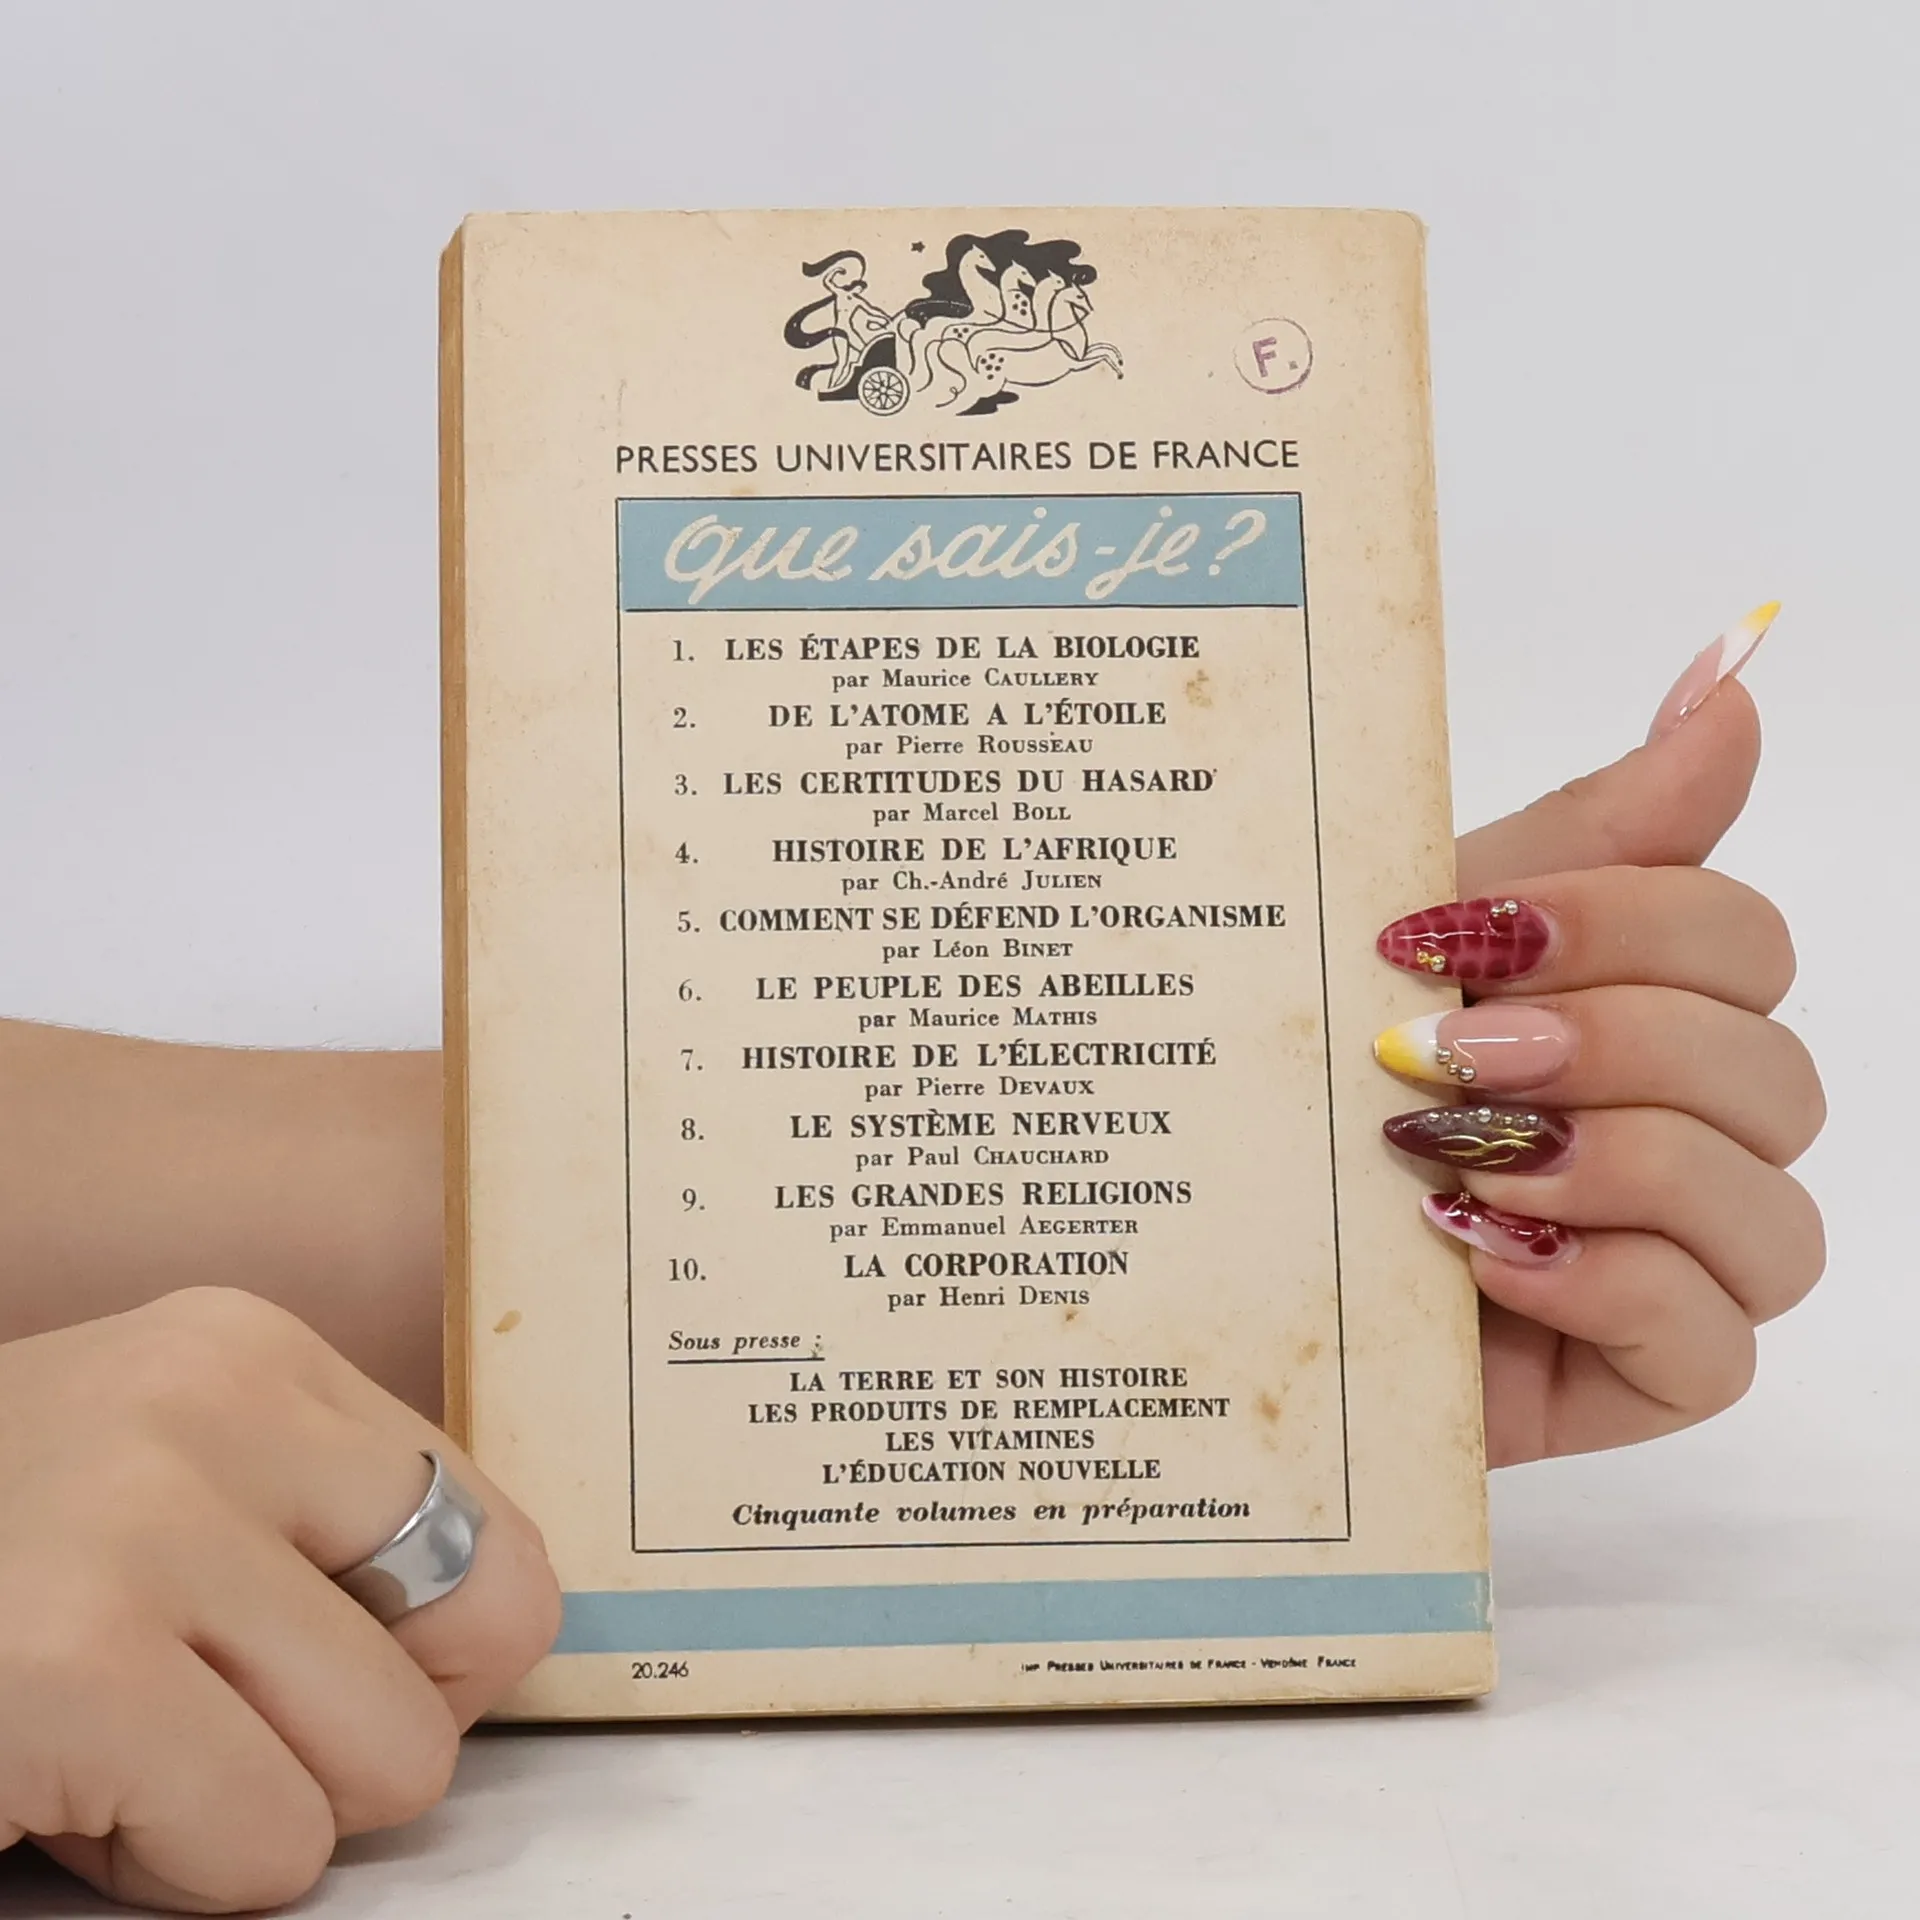 F.
PRESSES UNIVERSITAIRES DE FRANCE
que sais-je?
1. LES ÉTAPES DE LA BIOLOGIE
par Maurice CAULLERY
2. DE L'ATOME A L'ÉTOILE
par Pierre ROUSSEAU
3. LES CERTITUDES DU HASARD
par Marcel BOLL
4. HISTOIRE DE L'AFRIQUE
par Ch.-André JULIEN
5. COMMENT SE DÉFEND L'ORGANISME
par Léon BINET
6. LE PEUPLE DES ABEILLES
par Maurice MATHIS
7. HISTOIRE DE L'ÉLECTRICITÉ
par Pierre DEVAUX
8. LE SYSTÈME NERVEUX
par Paul CHAUCHARD
9. LES GRANDES RELIGIONS
par Emmanuel AEGERTER
10. LA CORPORATION
par Henri DENIS
Sous presse :
LA TERRE ET SON HISTOIRE
LES PRODUITS DE REMPLACEMENT
LES VITAMINES
L'ÉDUCATION NOUVELLE
Cinquante volumes en préparation
20.246 IMP PRESSES UNIVERSITAIRES DE FRANCE - VENDÔME FRANCE